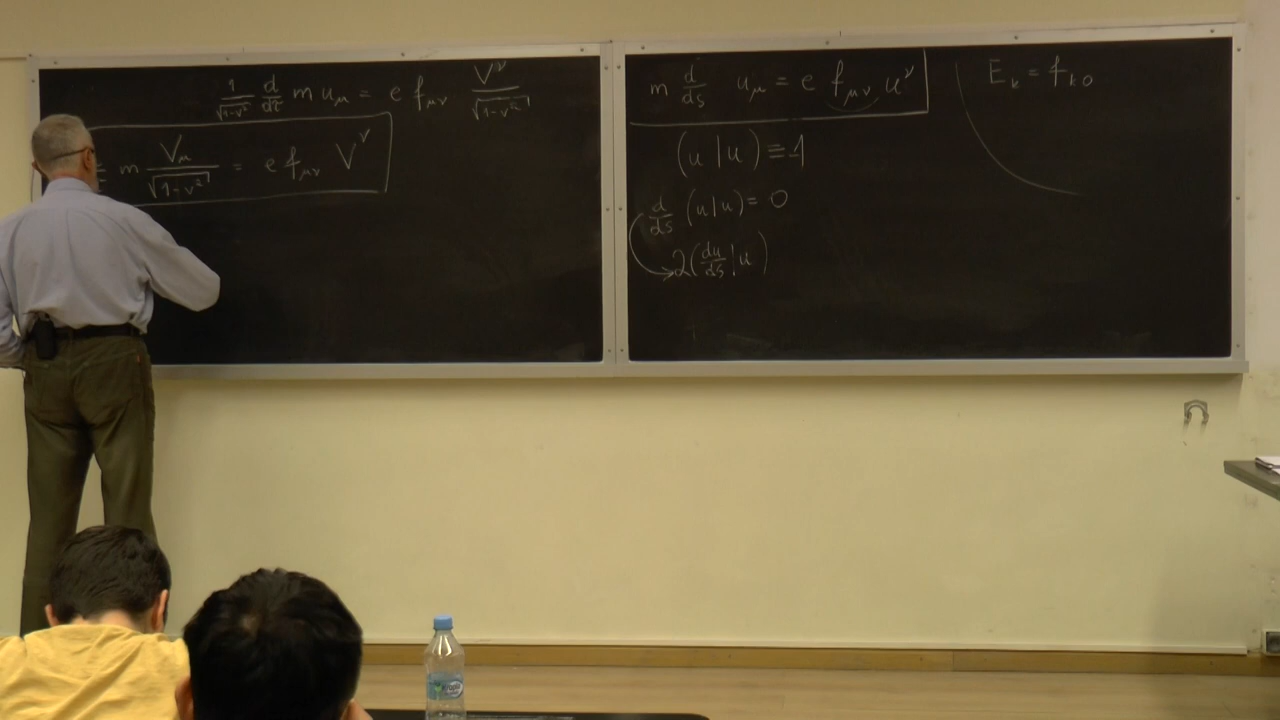 1/√(1-v²) d/dτ m u_μ = e f_μν V^ν/√(1-v²)
m V_μ/√(1-v²) = e f_μν V^ν
m d/ds u_μ = e f_μν u^ν
(u | u) ≡ 1
d/ds (u | u) = 0
2(du/ds | u)
E_k = f_k0